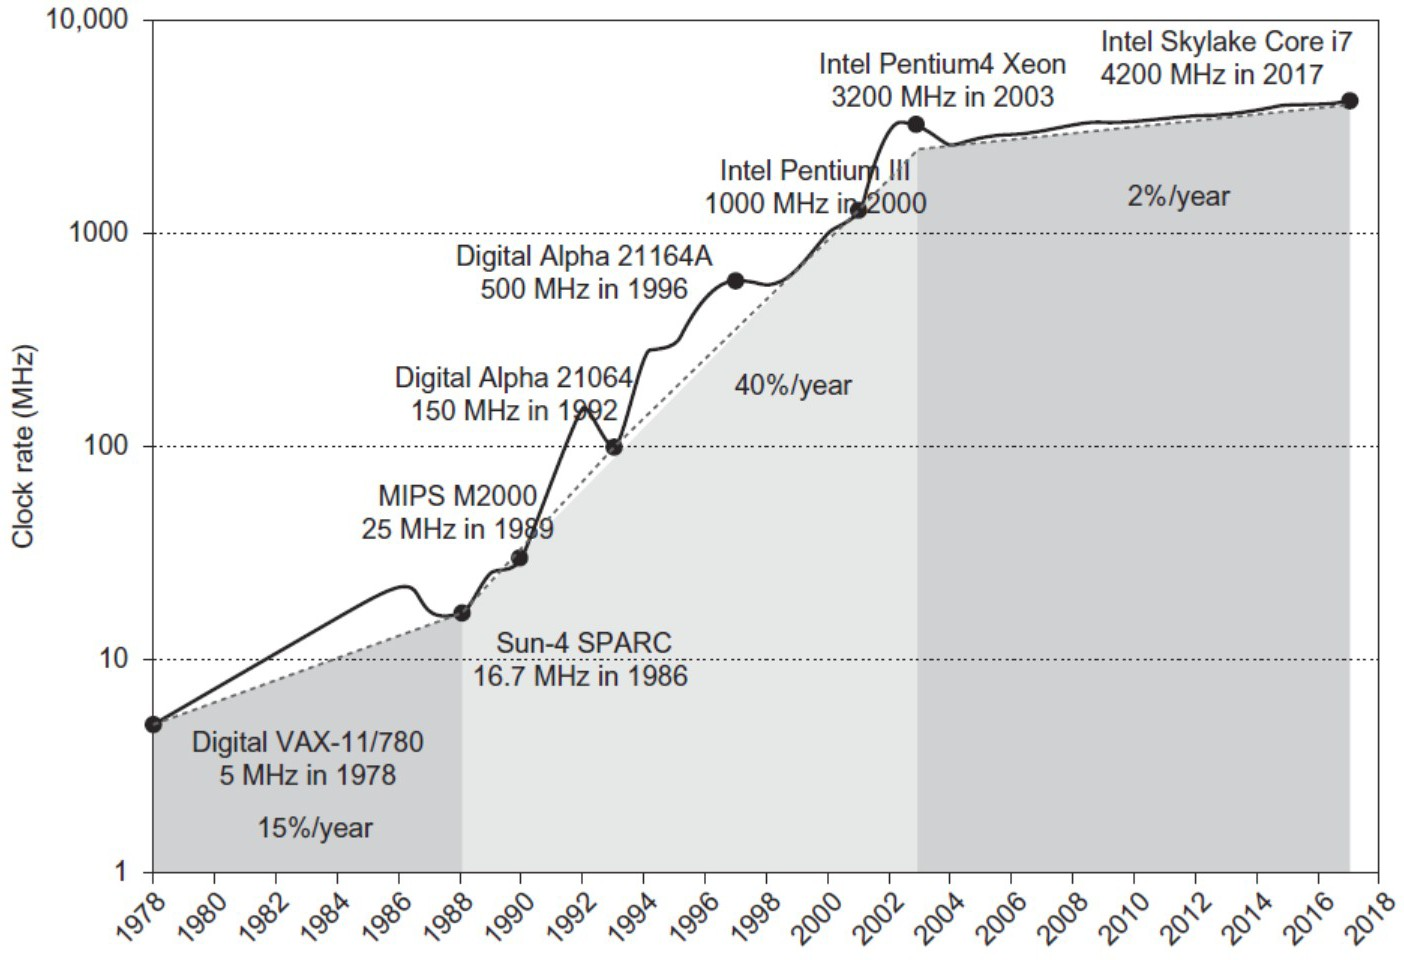 10,000
1000
100
10
1
Clock rate (MHz)
Intel Skylake Core i7
4200 MHz in 2017
Intel Pentium4 Xeon
3200 MHz in 2003
Intel Pentium III
1000 MHz in 2000
2%/year
Digital Alpha 21164A
500 MHz in 1996
Digital Alpha 21064
150 MHz in 1992
40%/year
MIPS M2000
25 MHz in 1989
Sun-4 SPARC
16.7 MHz in 1986
Digital VAX-11/780
5 MHz in 1978
15%/year
1978
1980
1982
1984
1986
1988
1990
1992
1994
1996
1998
2000
2002
2004
2006
2008
2010
2012
2014
2016
2018